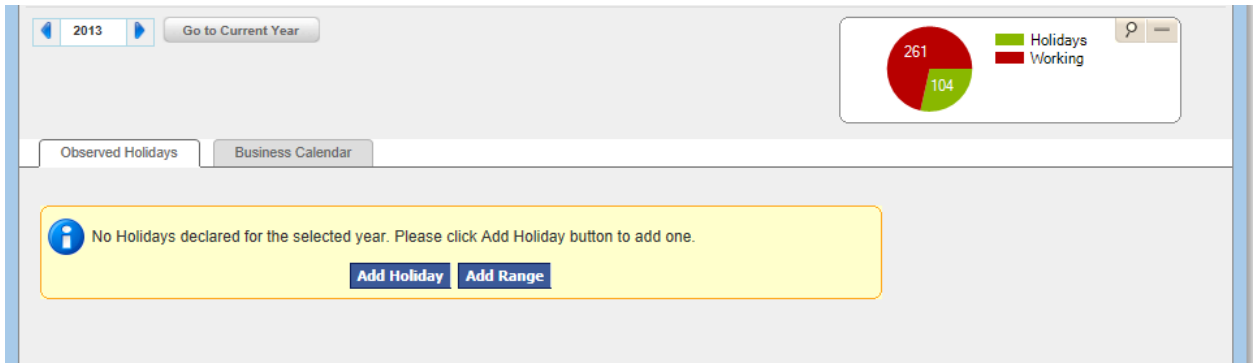 2013
Go to Current Year
261
104
Holidays
Working
Observed Holidays
Business Calendar
No Holidays declared for the selected year. Please click Add Holiday button to add one.
Add Holiday
Add Range